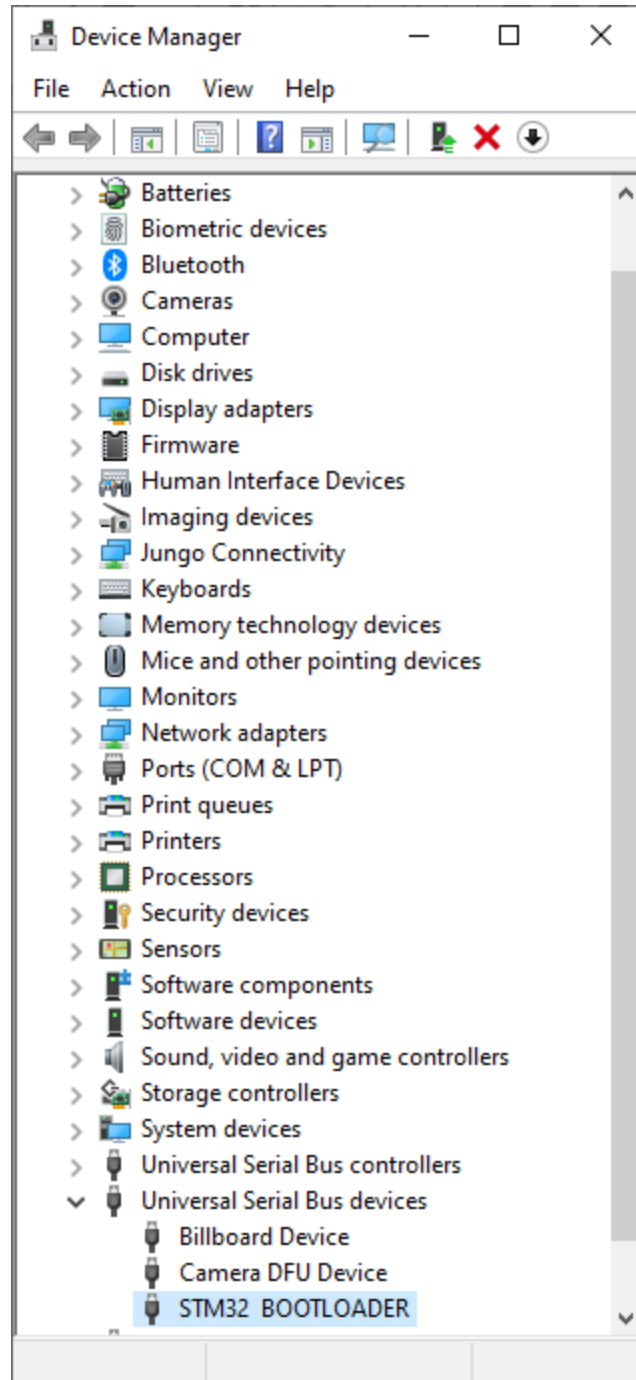 Device Manager
File Action View Help
Batteries
Biometric devices
Bluetooth
Cameras
Computer
Disk drives
Display adapters
Firmware
Human Interface Devices
Imaging devices
Jungo Connectivity
Keyboards
Memory technology devices
Mice and other pointing devices
Monitors
Network adapters
Ports (COM & LPT)
Print queues
Printers
Processors
Security devices
Sensors
Software components
Software devices
Sound, video and game controllers
Storage controllers
System devices
Universal Serial Bus controllers
Universal Serial Bus devices
Billboard Device
Camera DFU Device
STM32  BOOTLOADER